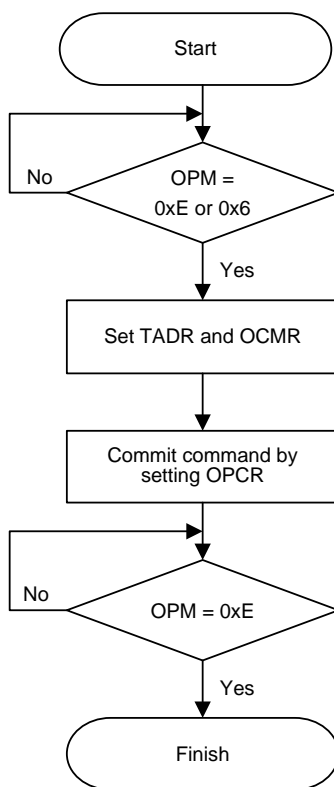 Start
No
OPM =
0xE or 0x6
Yes
Set TADR and OCMR
Commit command by
setting OPCR
No
OPM = 0xE
Yes
Finish